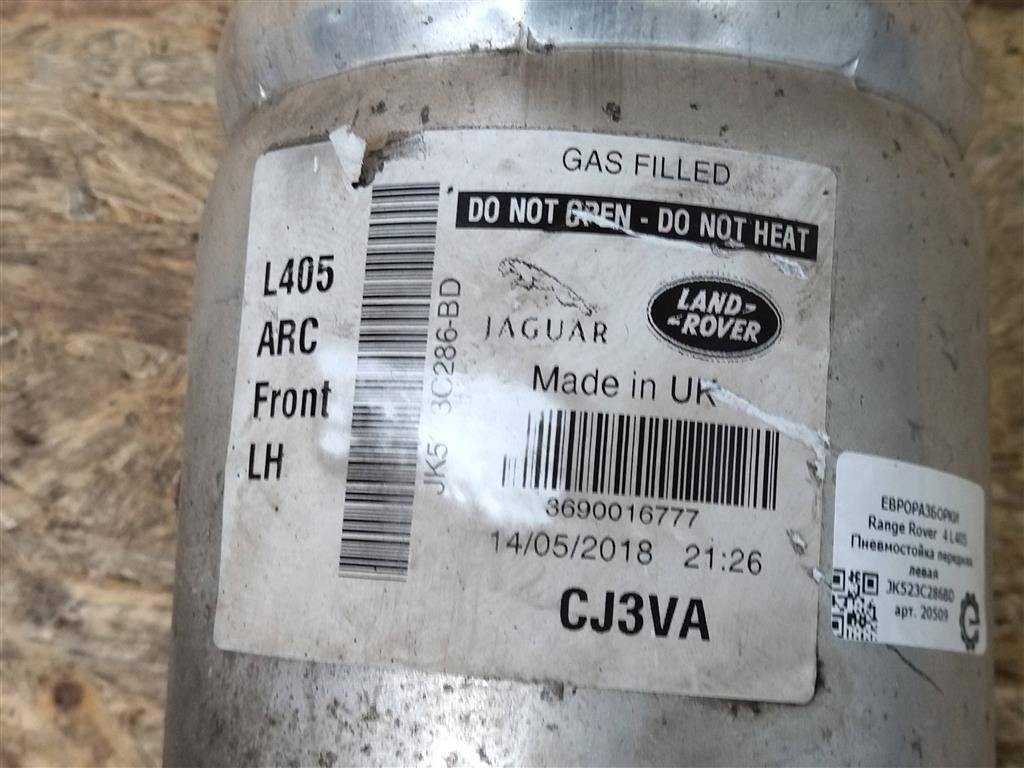 GAS FILLED
DO NOT OPEN - DO NOT HEAT
L405
ARC
Front
LH
3C286-BD
JAGUAR
LAND-
-ROVER
Made in UK
3690016777
14/05/2018 21:26
CJ3VA
ЕВРОРАЗБОРКИ
Range Rover 4 L405
Пневмостойка передняя
левая
JK523C286BD
арт. 20509